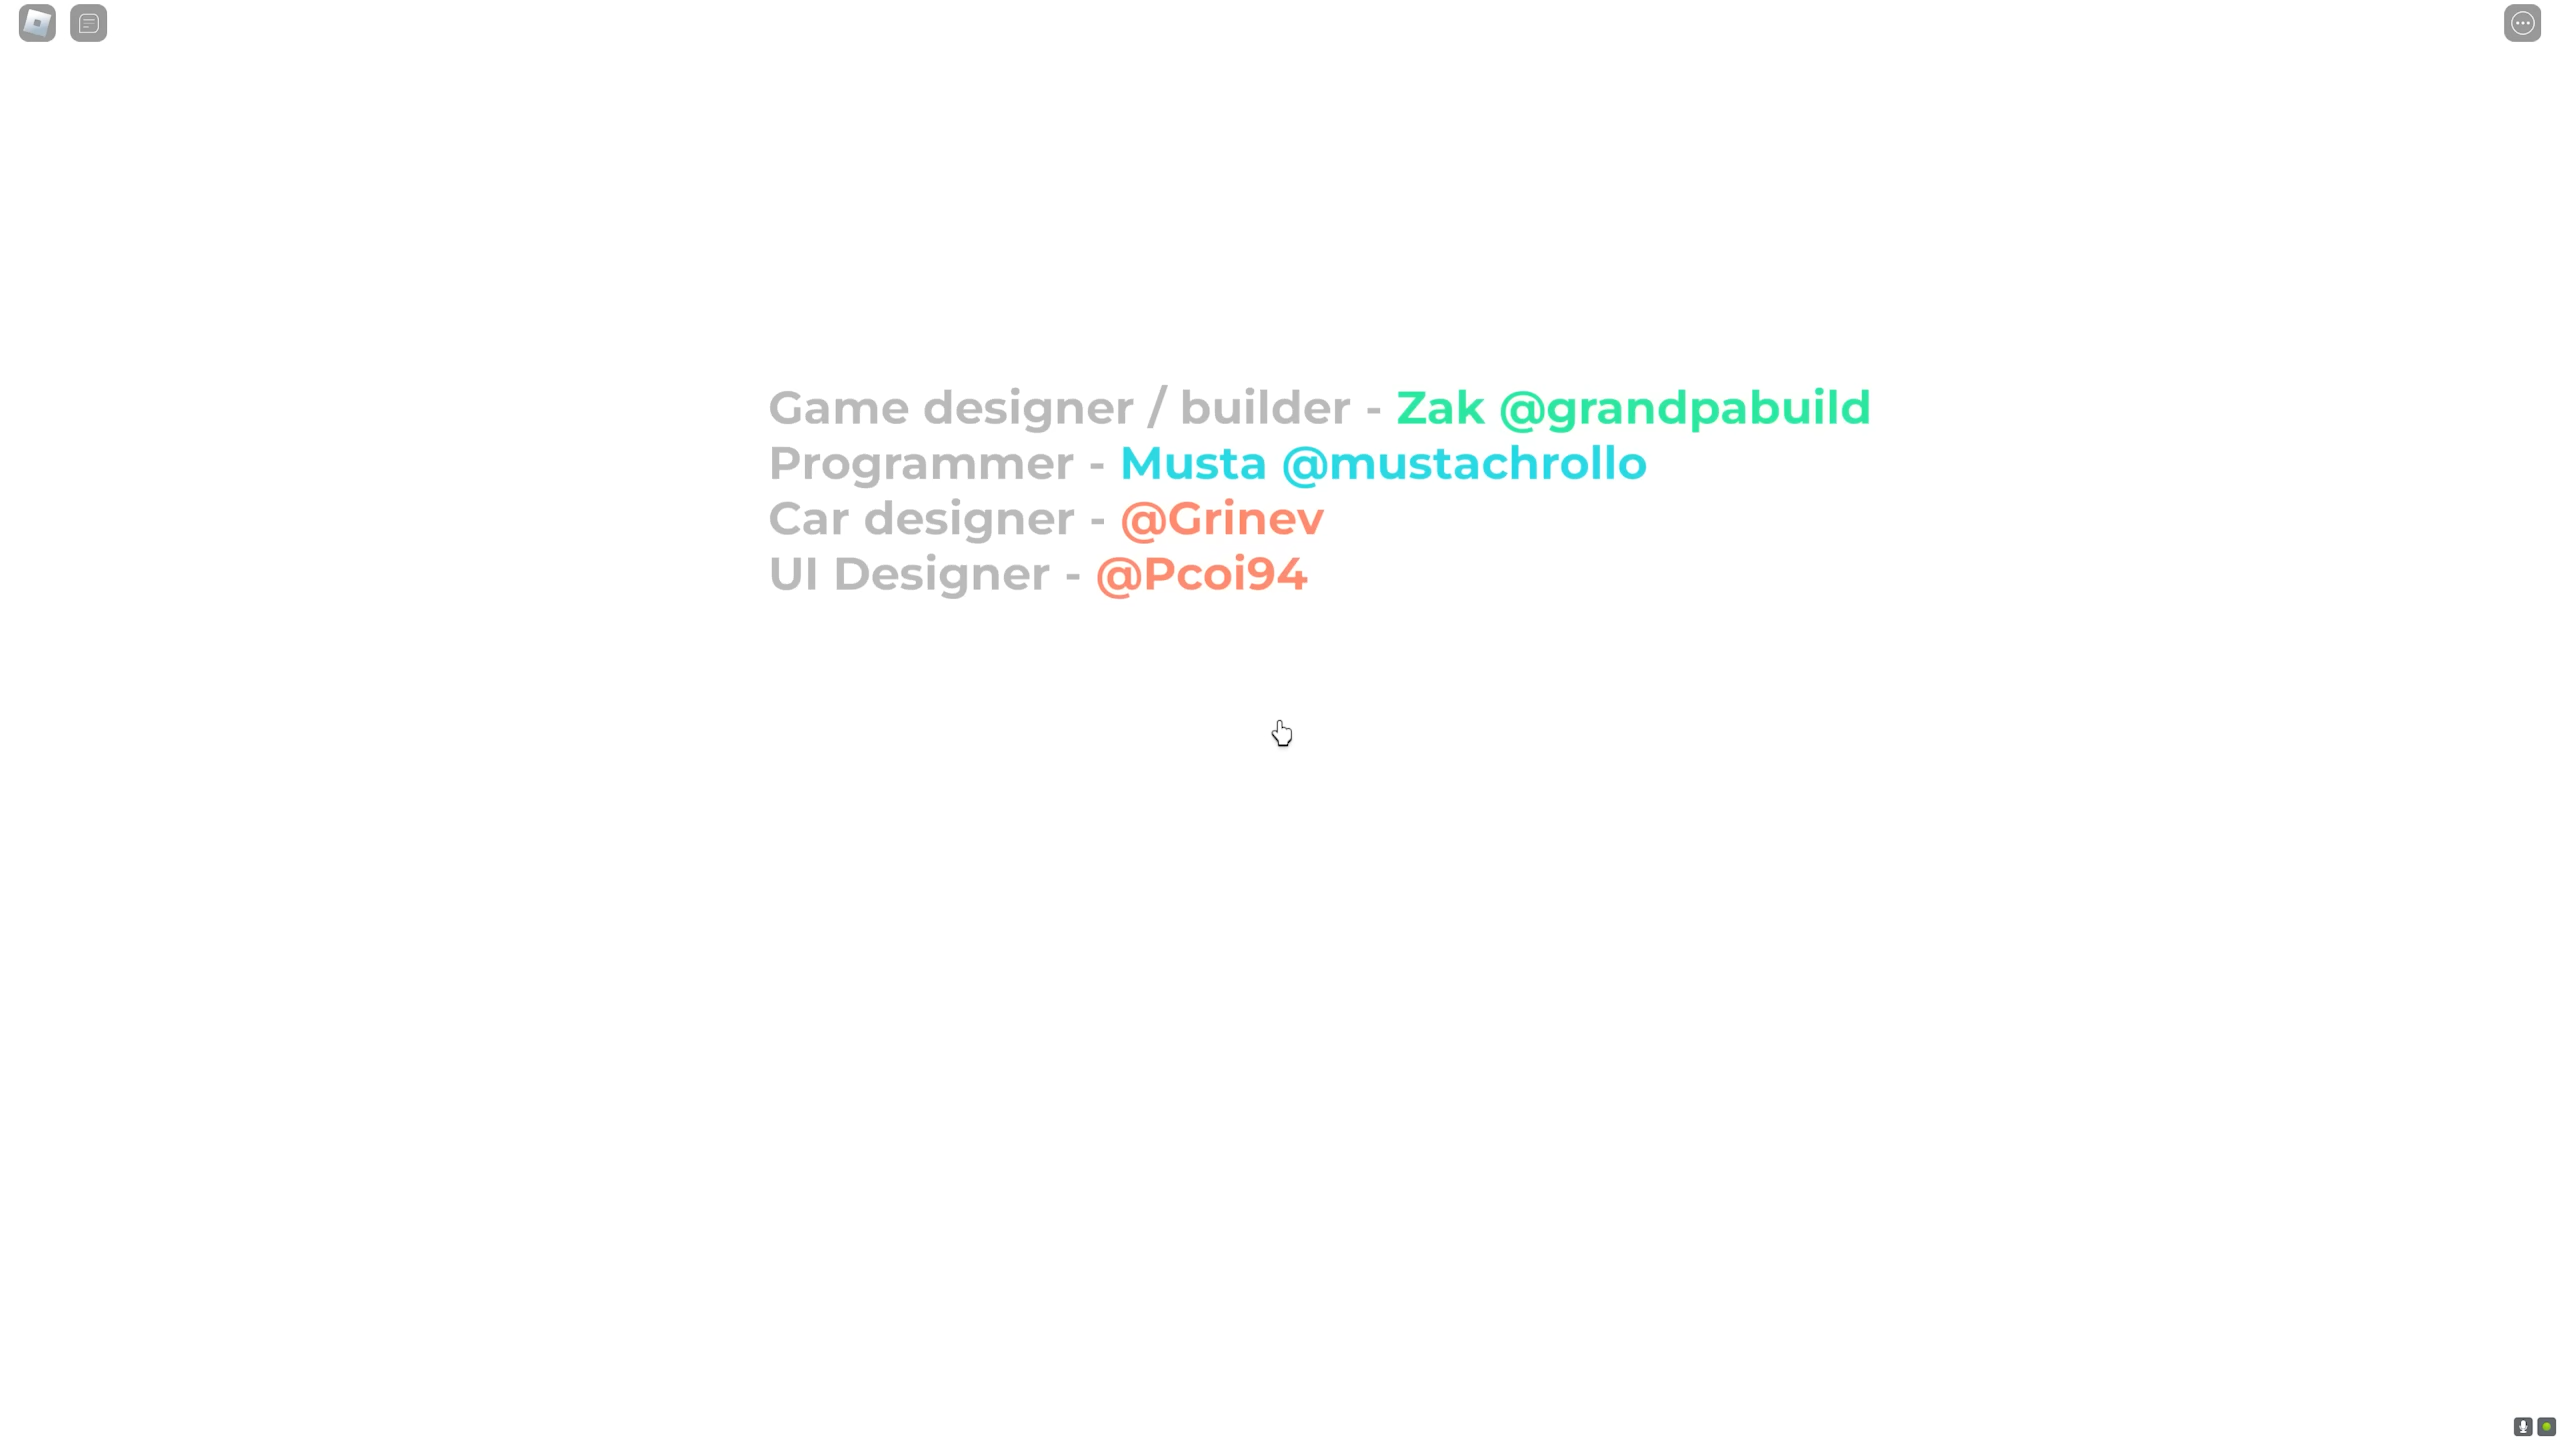 Game designer / builder - Zak @grandpabuild
Programmer - Musta @mustachrollo
Car designer - @Grinev
UI Designer - @Pcoi94